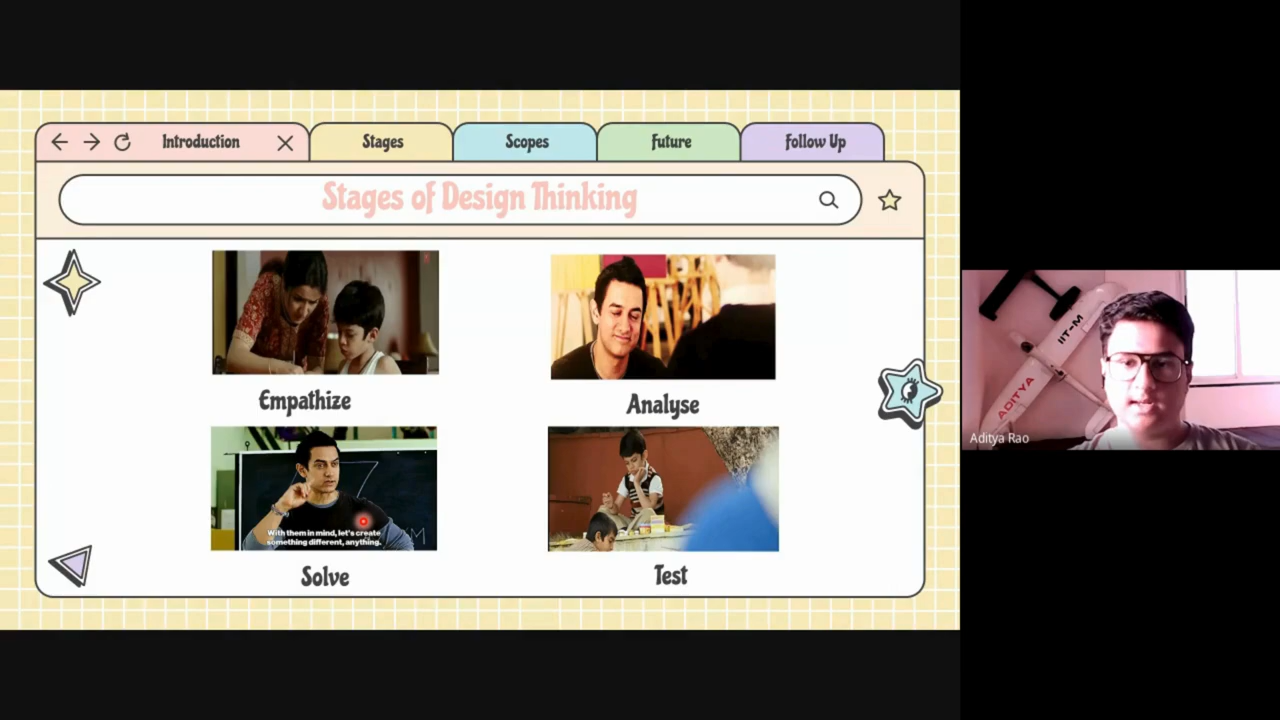 Introduction
Stages
Scopes
Future
Follow Up
Stages of Design Thinking
Empathize
Analyse
With them in mind, let's create
something different, anything.
Solve
Test
IIT-M
ADITYA
Aditya Rao